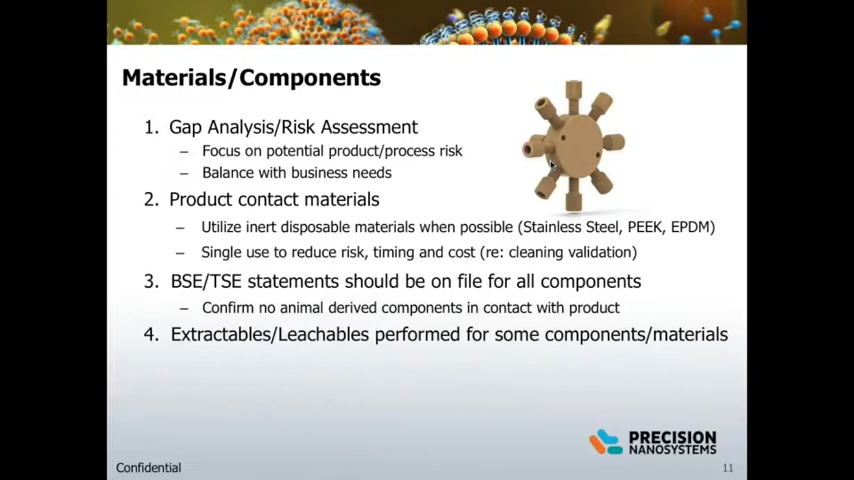 Materials/Components
1. Gap Analysis/Risk Assessment
– Focus on potential product/process risk
– Balance with business needs
2. Product contact materials
– Utilize inert disposable materials when possible (Stainless Steel, PEEK, EPDM)
– Single use to reduce risk, timing and cost (re: cleaning validation)
3. BSE/TSE statements should be on file for all components
– Confirm no animal derived components in contact with product
4. Extractables/Leachables performed for some components/materials
PRECISION
NANOSYSTEMS
Confidential
11